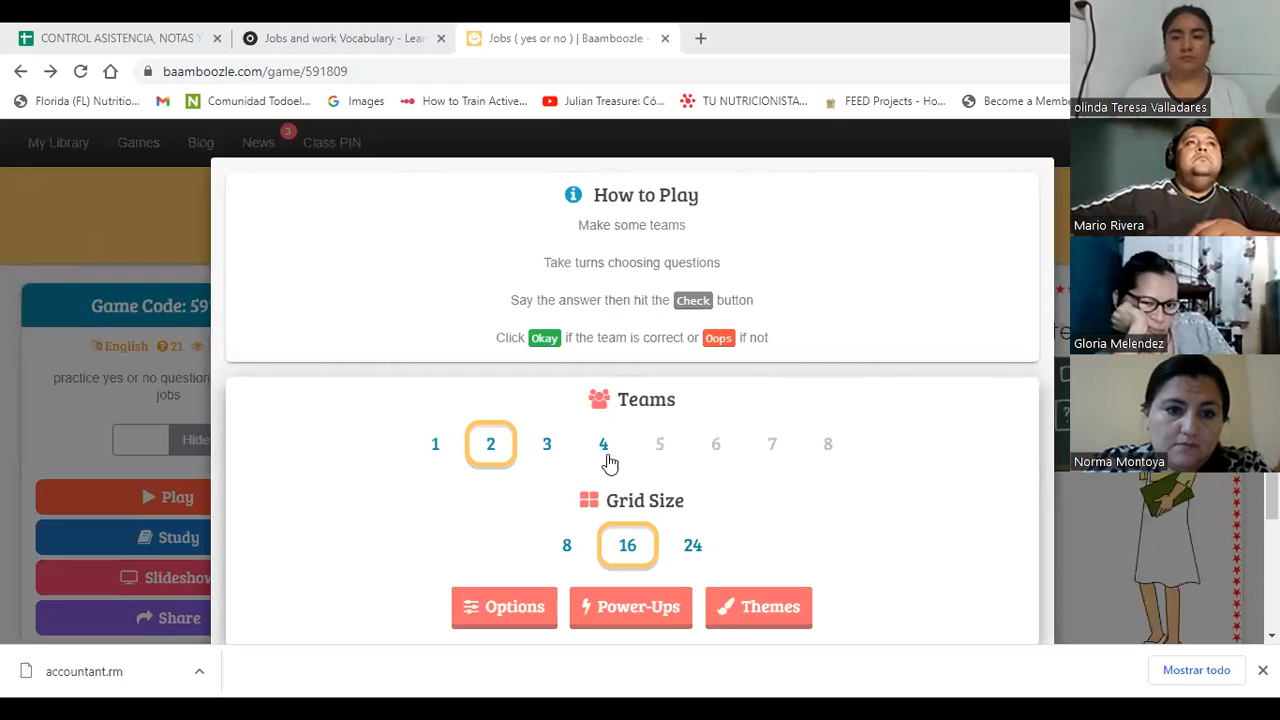 CONTROL ASISTENCIA, NOTAS Y
Jobs and work Vocabulary - Lear
Jobs ( yes or no ) | Baamboozle -
baamboozle.com/game/591809
Florida (FL) Nutritio...
Comunidad Todoel...
Images
How to Train Active...
Julian Treasure: Có...
TU NUTRICIONISTA...
FEED Projects - Ho...
Become a Membe
My Library
Games
Blog
News
3
Class PIN
How to Play
Make some teams
Take turns choosing questions
Say the answer then hit the Check button
Click Okay if the team is correct or Oops if not
Game Code: 59
English 21
practice yes or no question
jobs
Hide
Play
Study
Slideshow
Share
Teams
1 2 3 4 5 6 7 8
Grid Size
8 16 24
Options
Power-Ups
Themes
olinda Teresa Valladares
Mario Rivera
Gloria Melendez
Norma Montoya
accountant.rm
Mostrar todo